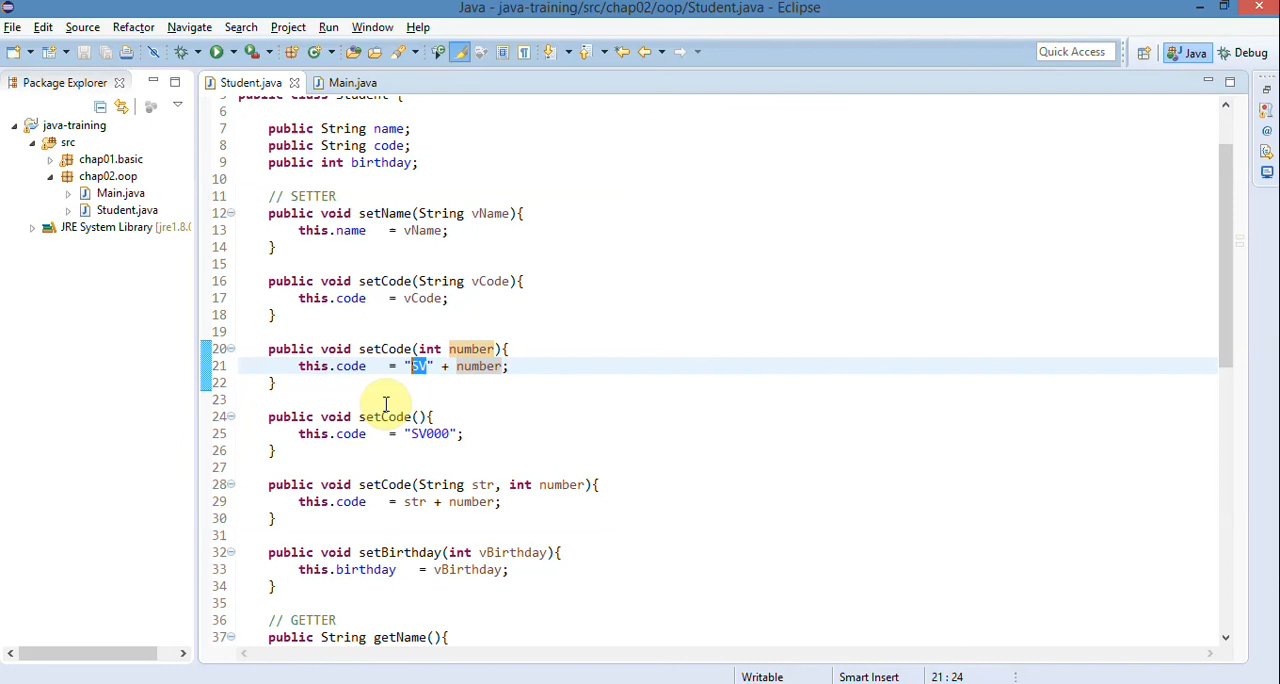 Java - java-training/src/chap02/oop/Student.java - Eclipse
File Edit Source Refactor Navigate Search Project Run Window Help
Quick Access Java Debug
Package Explorer
Student.java Main.java
java-training
src
chap01.basic
chap02.oop
Main.java
Student.java
JRE System Library [jre1.8.0
public class Student {
6
7 public String name;
8 public String code;
9 public int birthday;
10
11 // SETTER
12 public void setName(String vName){
13 this.name = vName;
14 }
15
16 public void setCode(String vCode){
17 this.code = vCode;
18 }
19
20 public void setCode(int number){
21 this.code = "SV" + number;
22 }
23
24 public void setCode(){
25 this.code = "SV000";
26 }
27
28 public void setCode(String str, int number){
29 this.code = str + number;
30 }
31
32 public void setBirthday(int vBirthday){
33 this.birthday = vBirthday;
34 }
35
36 // GETTER
37 public String getName(){
Writable Smart Insert 21 : 24